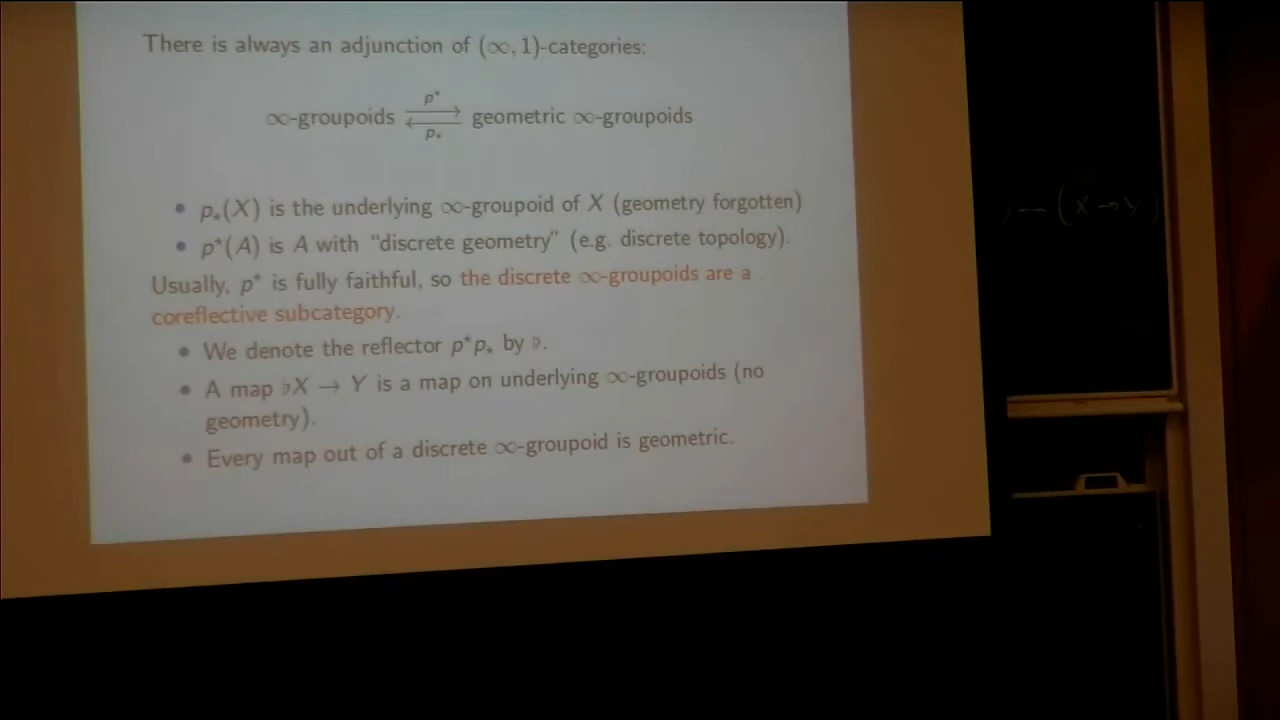 There is always an adjunction of (∞, 1)-categories:
p*
∞-groupoids ⇄ geometric ∞-groupoids
p∗
• p∗(X) is the underlying ∞-groupoid of X (geometry forgotten)
• p*(A) is A with "discrete geometry" (e.g. discrete topology).
Usually, p* is fully faithful, so the discrete ∞-groupoids are a
coreflective subcategory.
• We denote the reflector p*p∗ by ♭.
• A map ♭X → Y is a map on underlying ∞-groupoids (no
geometry).
• Every map out of a discrete ∞-groupoid is geometric.
) — (X → Y)